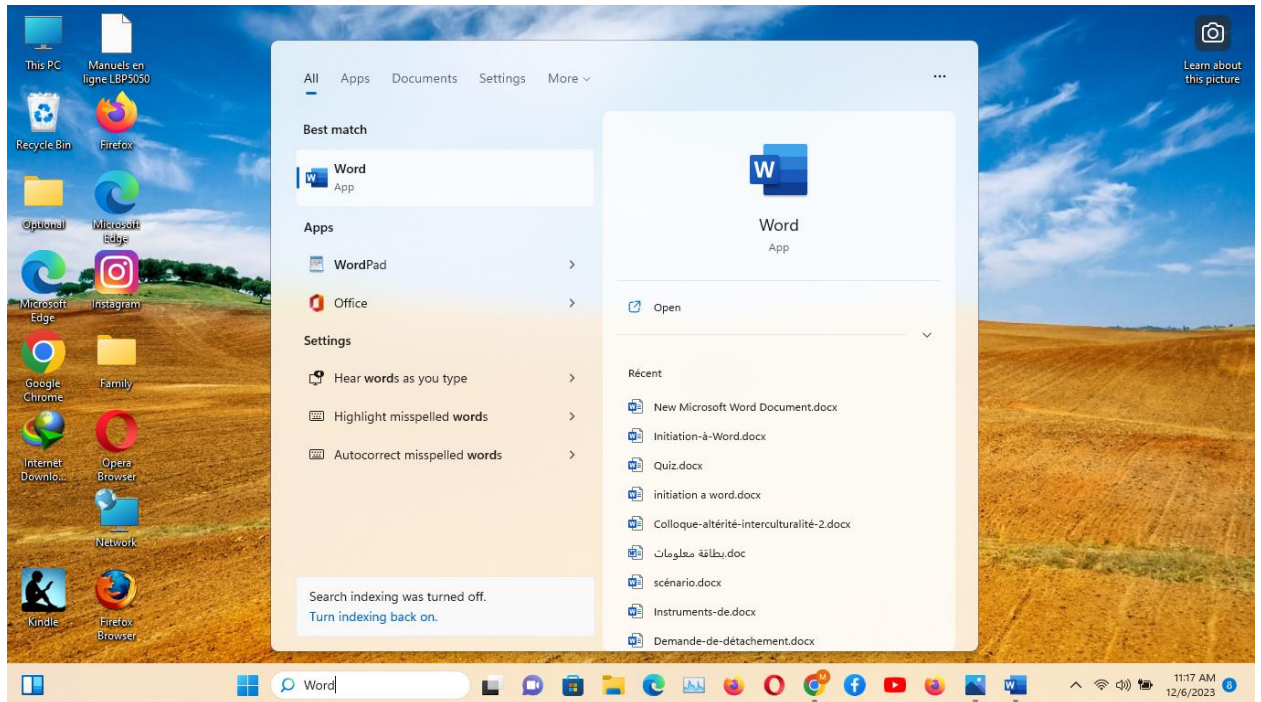 This PC
Manuels en
ligne LBP5050
Recycle Bin
Firefox
Optional
Microsoft
Edge
Microsoft
Edge
Instagram
Google
Chrome
Family
Internet
Downlo...
Opera
Browser
Network
Kindle
Firefox
Browser
Learn about
this picture
All Apps Documents Settings More
Best match
Word
App
Apps
WordPad
Office
Settings
Hear words as you type
Highlight misspelled words
Autocorrect misspelled words
Search indexing was turned off.
Turn indexing back on.
W
Word
App
Open
Récent
New Microsoft Word Document.docx
Initiation-à-Word.docx
Quiz.docx
initiation a word.docx
Colloque-altérité-interculturalité-2.docx
بطاقة معلومات.doc
scénario.docx
Instruments-de.docx
Demande-de-détachement.docx
Word
11:17 AM
12/6/2023
8